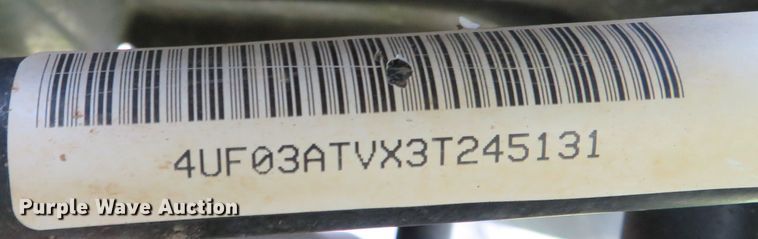 4UF03ATVX3T245131
Purple Wave Auction